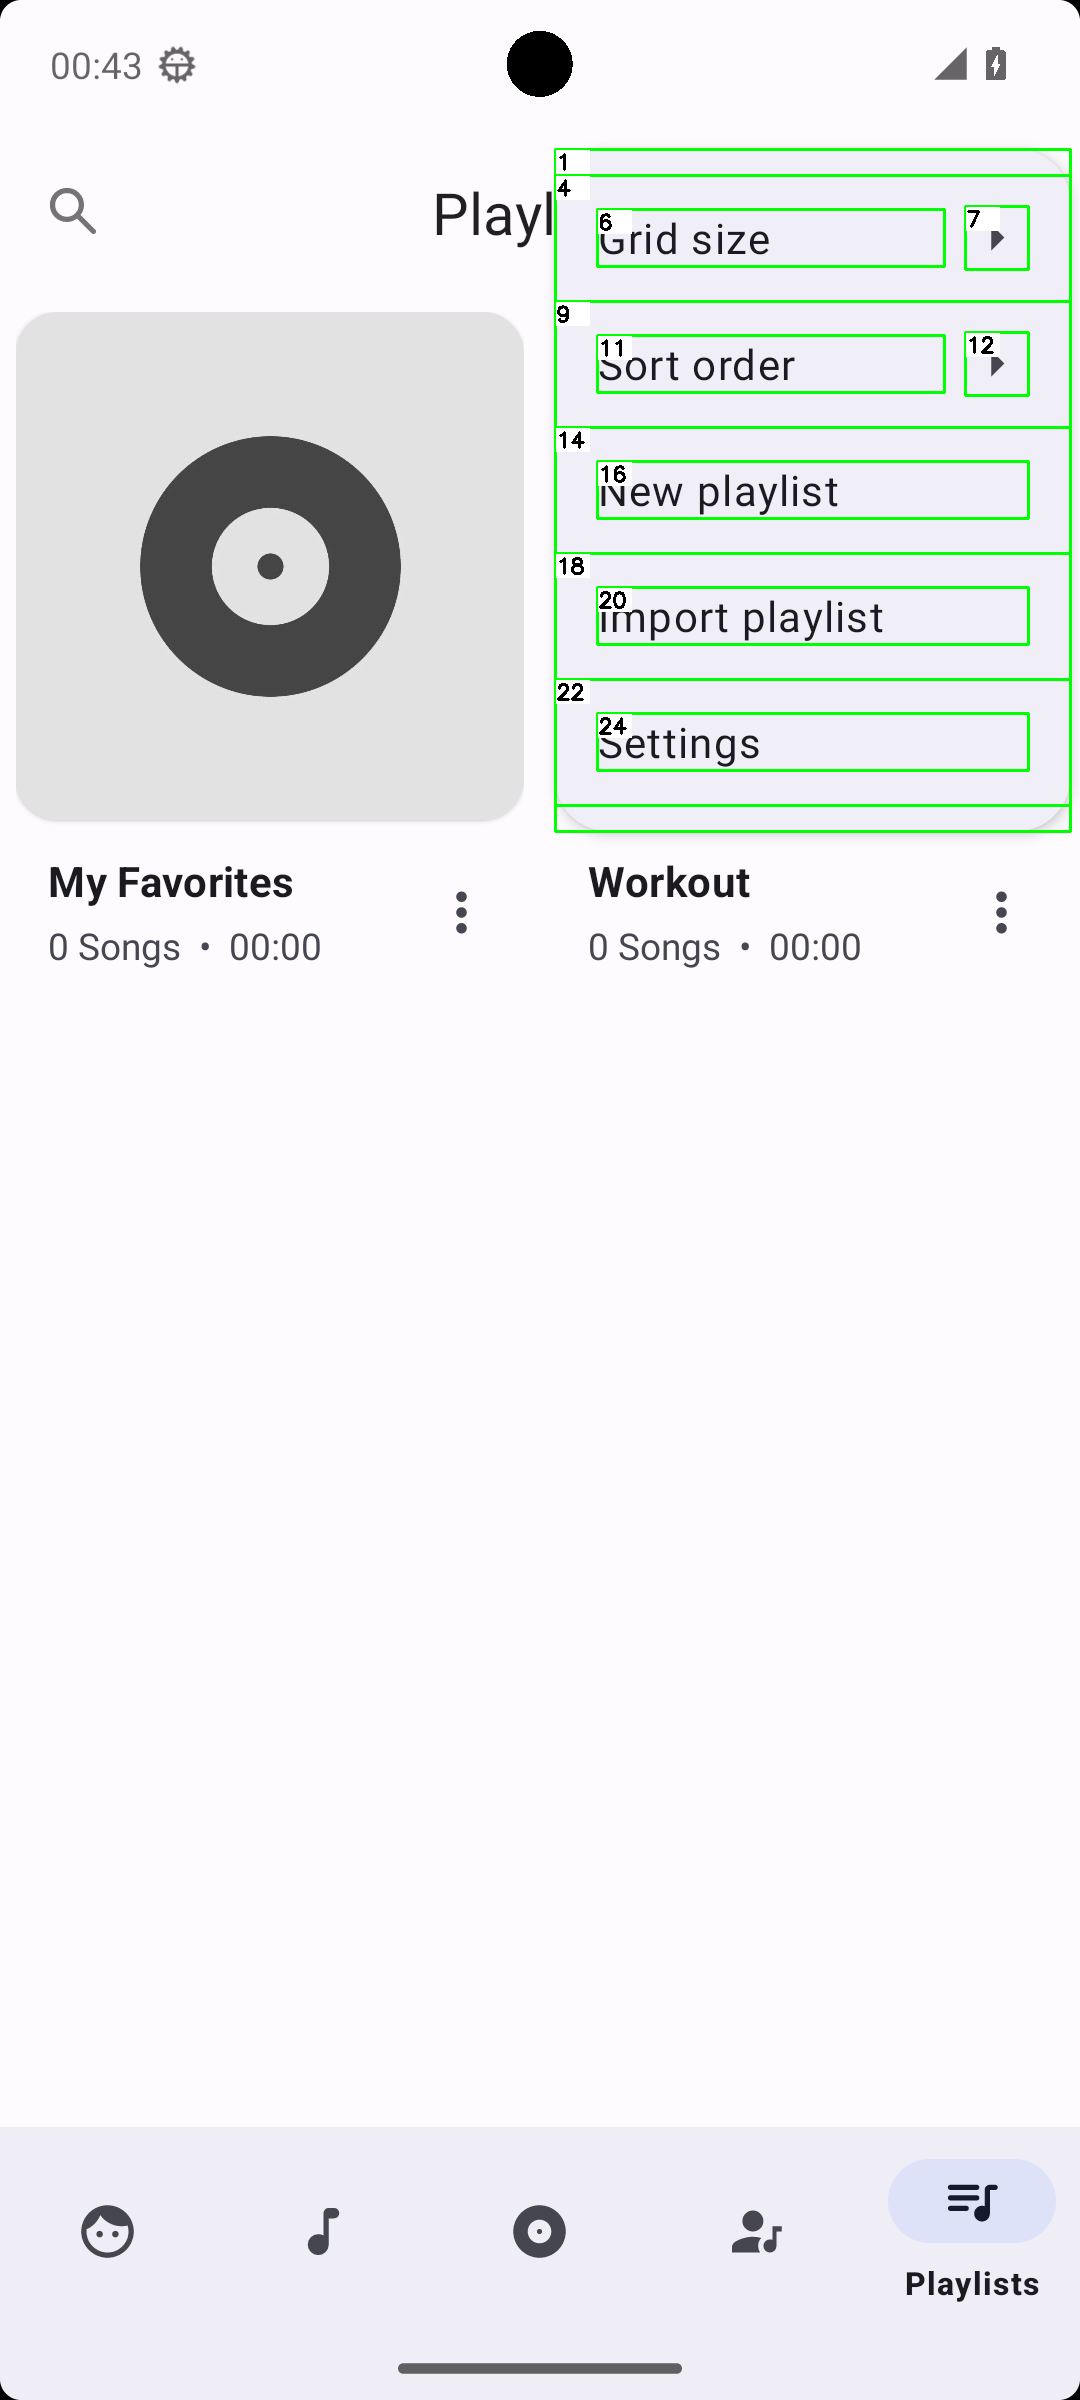 00:43
Playl
1
4
6
Grid size
7
9
11
Sort order
12
14
16
New playlist
18
20
Import playlist
22
24
Settings
My Favorites
0 Songs • 00:00
Workout
0 Songs • 00:00
Playlists